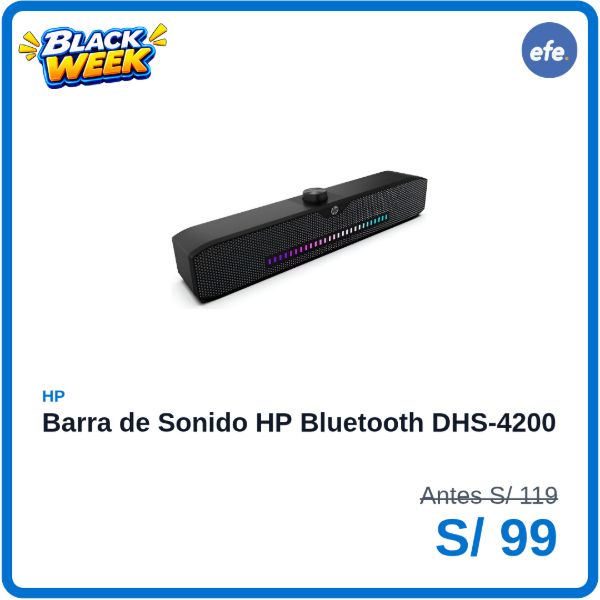 BLACK
WEEK
efe.
HP
Barra de Sonido HP Bluetooth DHS-4200
Antes S/ 119
S/ 99